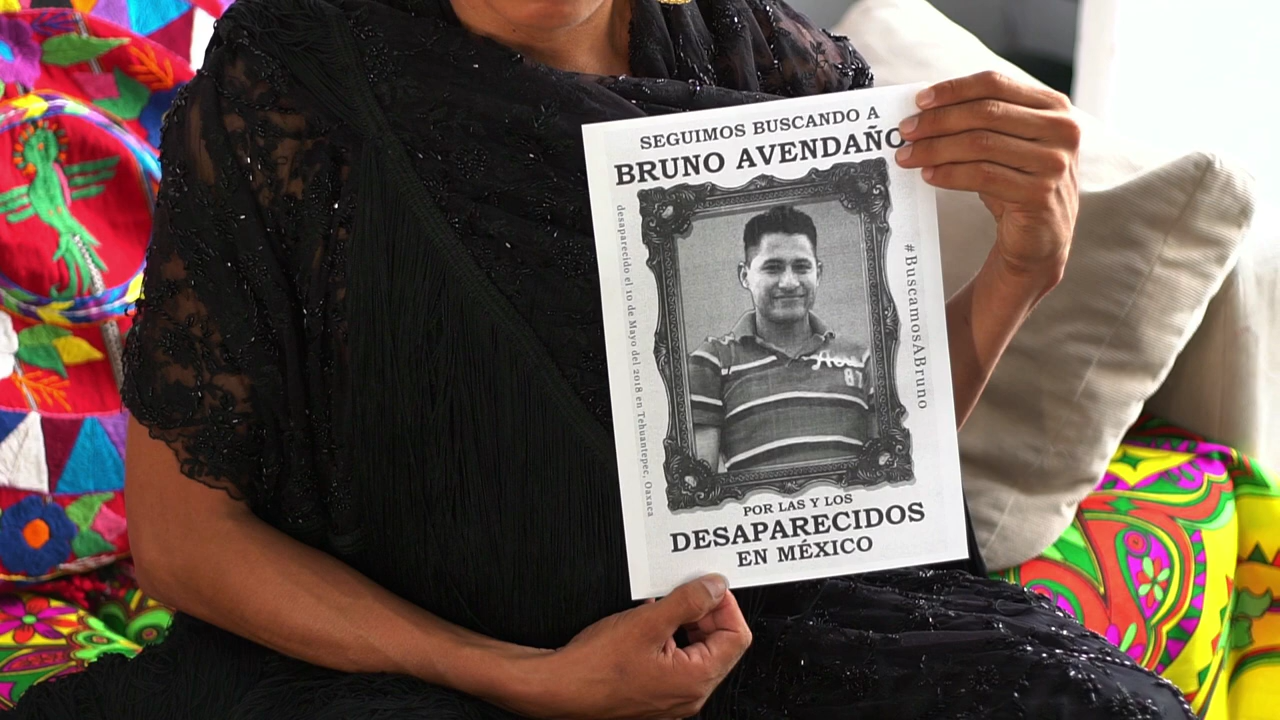 SEGUIMOS BUSCANDO A
BRUNO AVENDAÑO
desaparecido el 10 de Mayo del 2018 en Tehuantepec, Oaxaca
#BuscamosABruno
87
POR LAS Y LOS
DESAPARECIDOS
EN MÉXICO